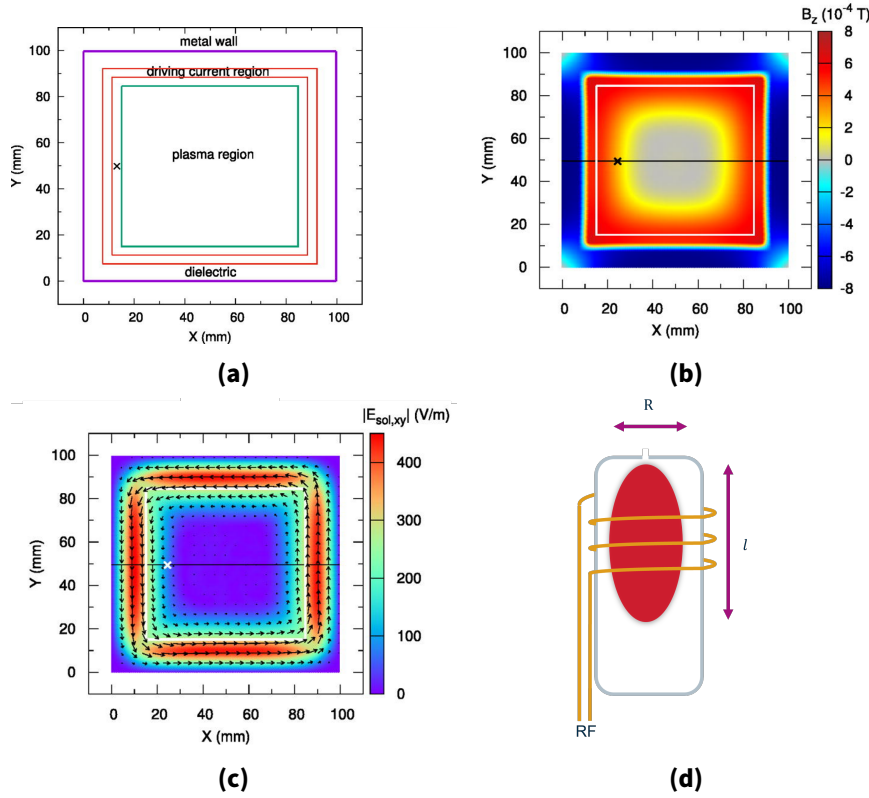 metal wall
driving current region
plasma region
dielectric
Y (mm)
100
80
60
40
20
0
0 20 40 60 80 100
X (mm)
(a)
B_z (10^-4 T)
Y (mm)
100
80
60
40
20
0
0 20 40 60 80 100
X (mm)
8
6
4
2
0
-2
-4
-6
-8
(b)
|E_sol,xy| (V/m)
Y (mm)
100
80
60
40
20
0
0 20 40 60 80 100
X (mm)
400
300
200
100
0
(c)
R
l
RF
(d)